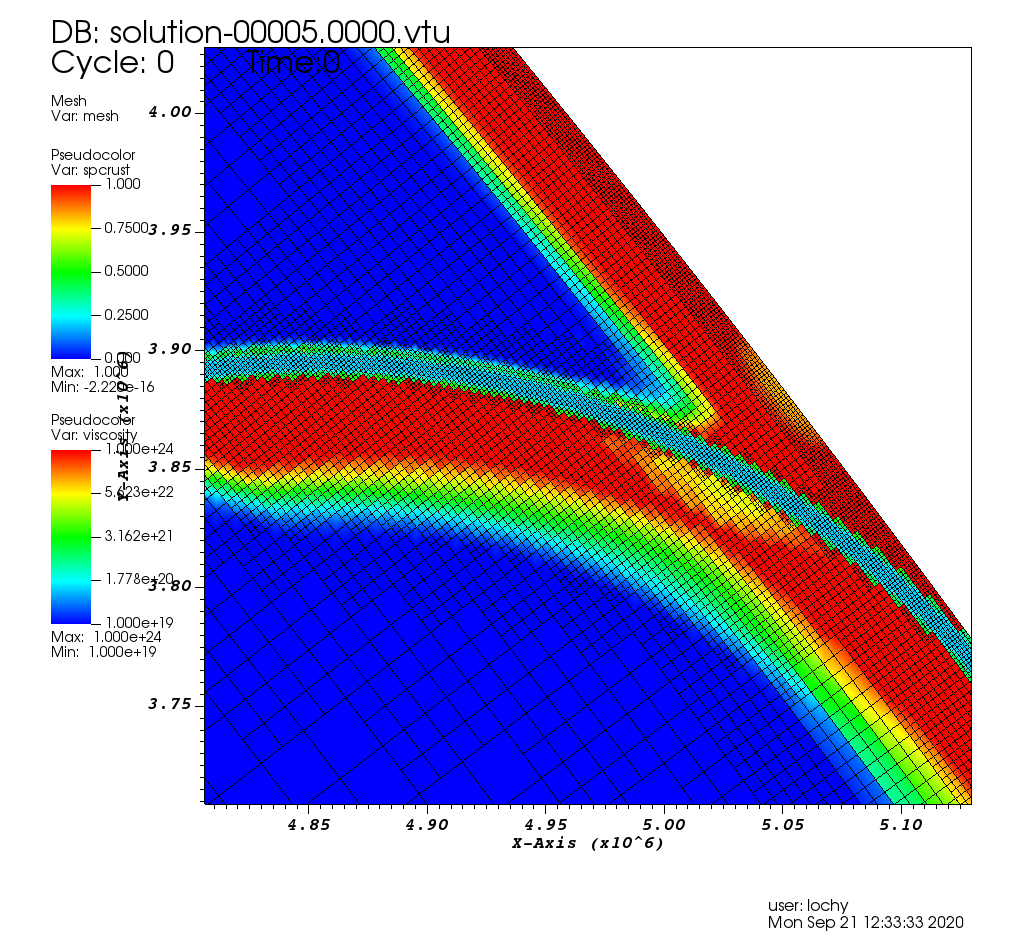 DB: solution-00005.0000.vtu
Cycle: 0 Time:0
Mesh
Var: mesh
Pseudocolor
Var: spcrust
1.000
0.7500
0.5000
0.2500
0.000
Max: 1.000
Min: -2.220e-16
Pseudocolor
Var: viscosity
1.000e+24
5.623e+22
3.162e+21
1.778e+20
1.000e+19
Max: 1.000e+24
Min: 1.000e+19
Y-Axis (x10^6)
4.00
3.95
3.90
3.85
3.80
3.75
4.85 4.90 4.95 5.00 5.05 5.10
X-Axis (x10^6)
user: lochy
Mon Sep 21 12:33:33 2020